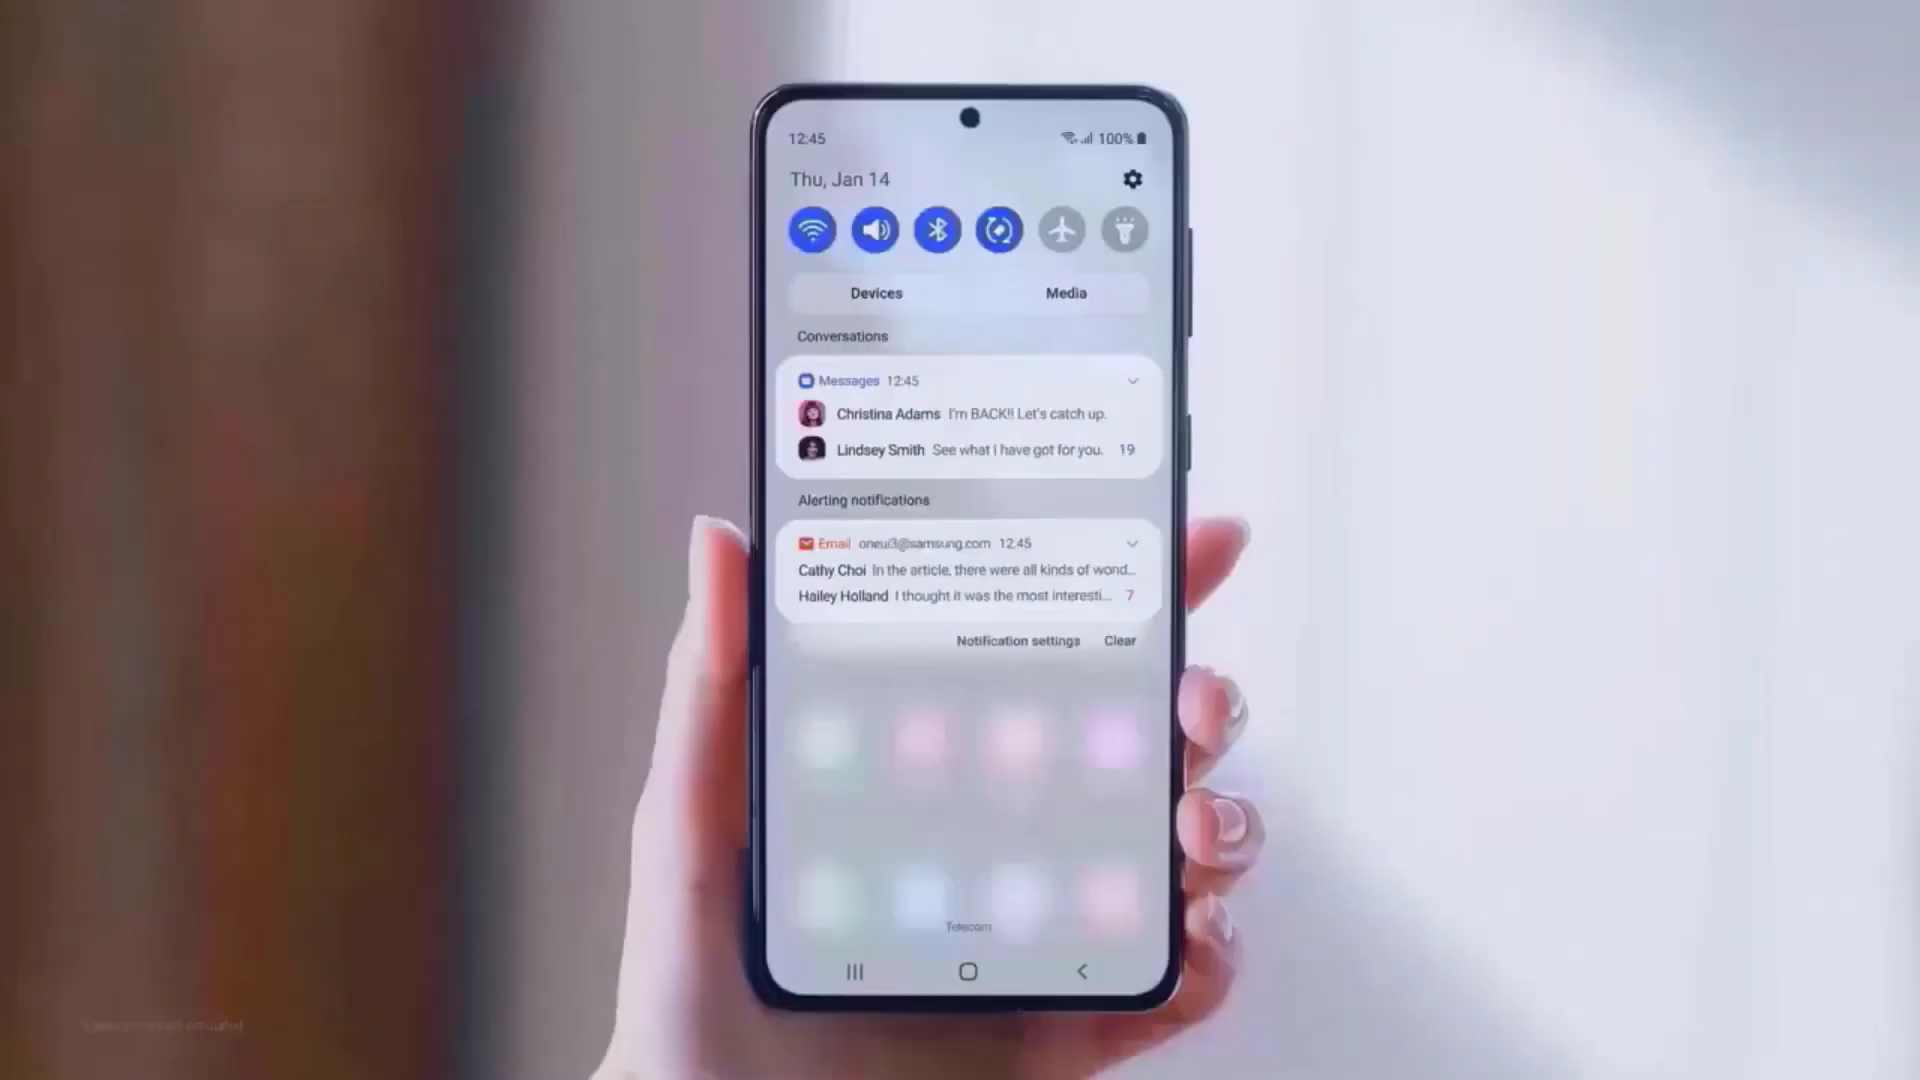 12:45
100%
Thu, Jan 14
Devices Media
Conversations
Messages 12:45
Christina Adams I'm BACK!! Let's catch up.
Lindsey Smith See what I have got for you. 19
Alerting notifications
Email oneui3@samsung.com 12:45
Cathy Choi In the article, there were all kinds of wond...
Hailey Holland I thought it was the most interesti... 7
Notification settings Clear
Telecom